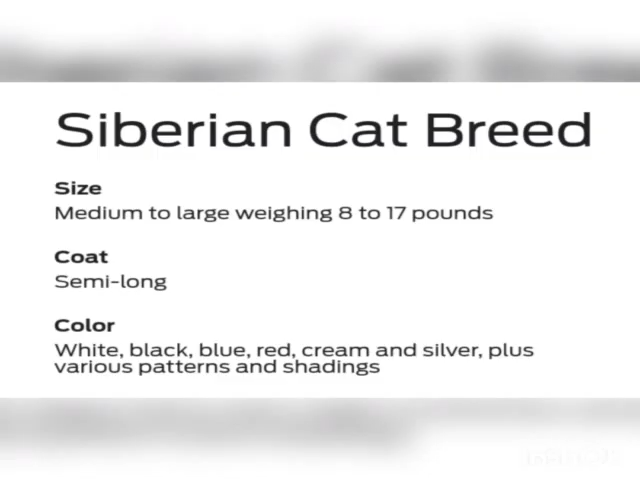 Siberian Cat Breed
Size
Medium to large weighing 8 to 17 pounds
Coat
Semi-long
Color
White, black, blue, red, cream and silver, plus
various patterns and shadings